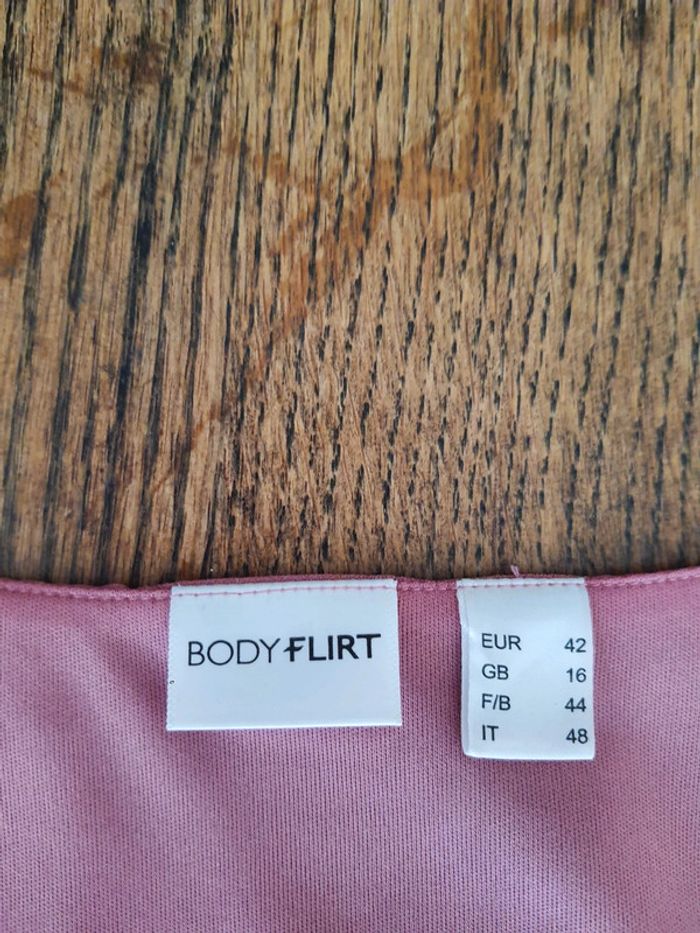 BODYFLIRT
EUR 42
GB 16
F/B 44
IT 48